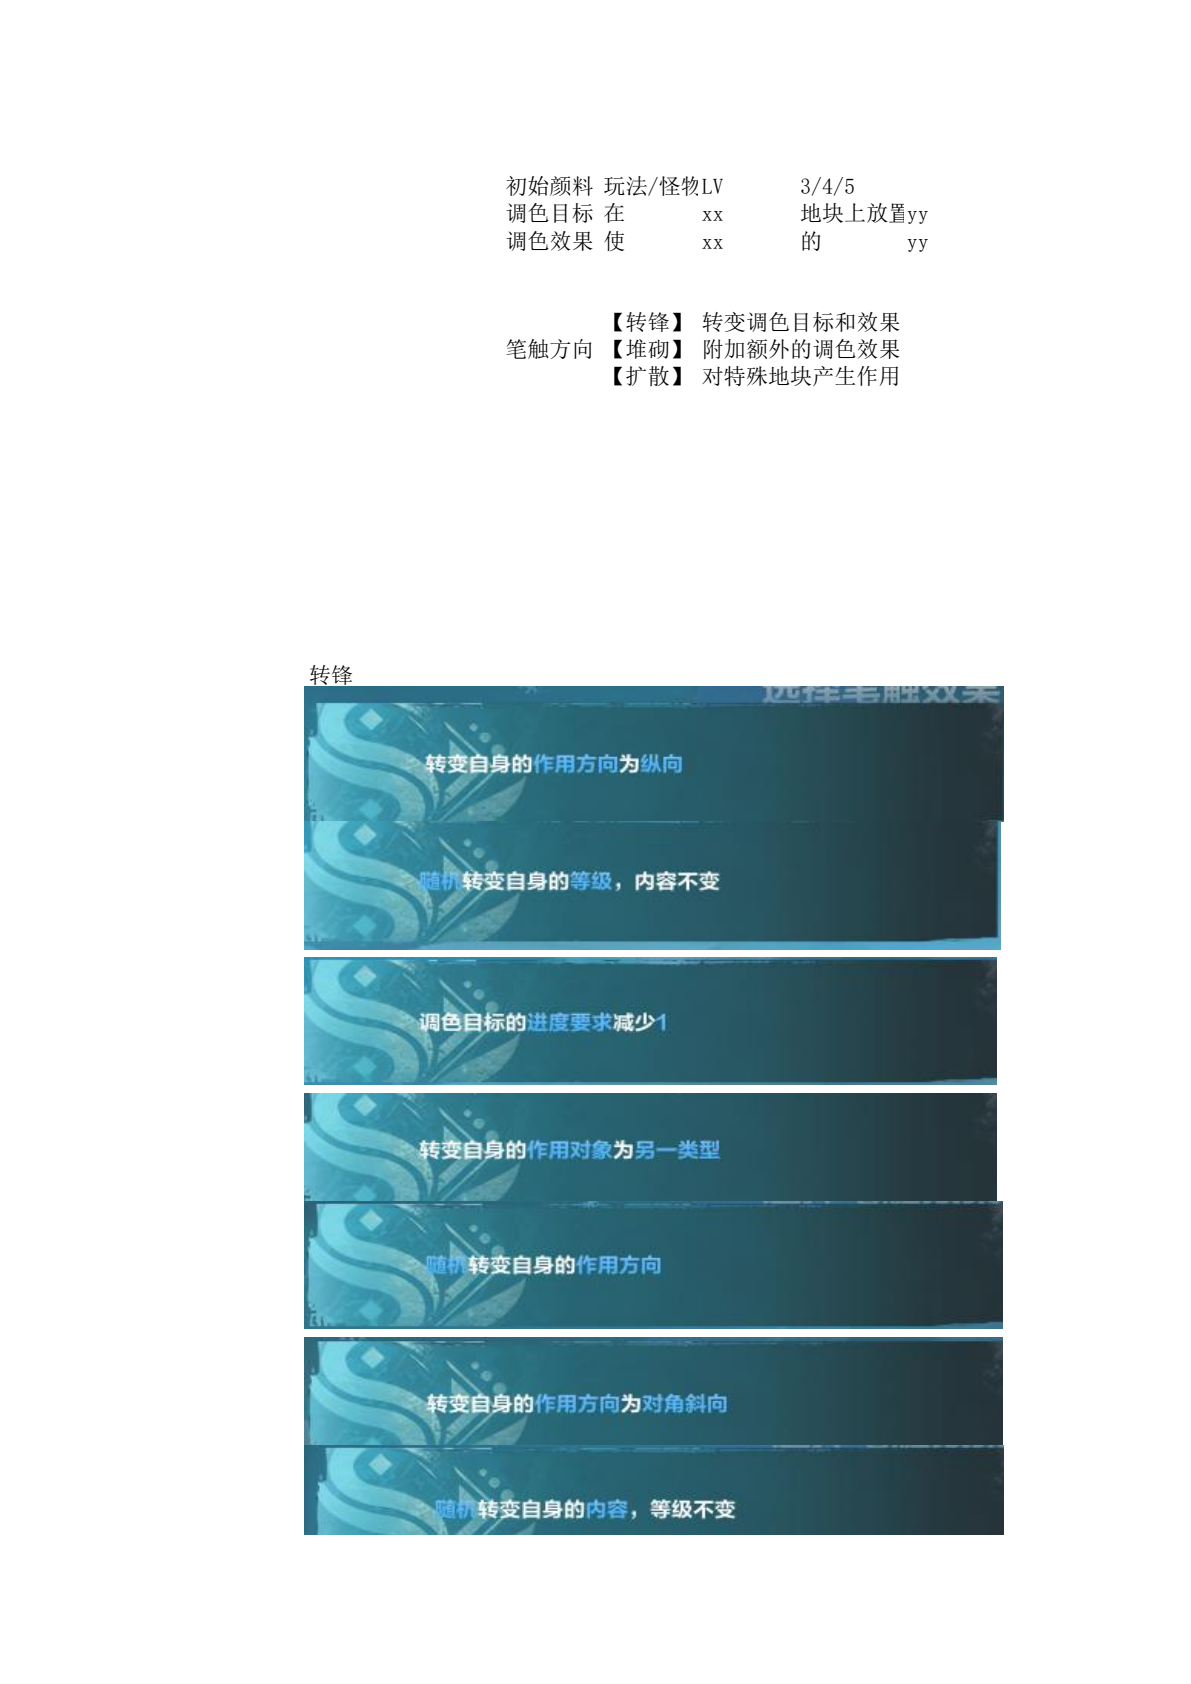 初始颜料 玩法/怪物LV 3/4/5
调色目标 在 xx 地块上放置yy
调色效果 使 xx 的 yy
【转锋】 转变调色目标和效果
笔触方向 【堆砌】 附加额外的调色效果
【扩散】 对特殊地块产生作用
转锋
选择笔触效果
转变自身的作用方向为纵向
随机转变自身的等级，内容不变
调色目标的进度要求减少1
转变自身的作用对象为另一类型
随机转变自身的作用方向
转变自身的作用方向为对角斜向
随机转变自身的内容，等级不变